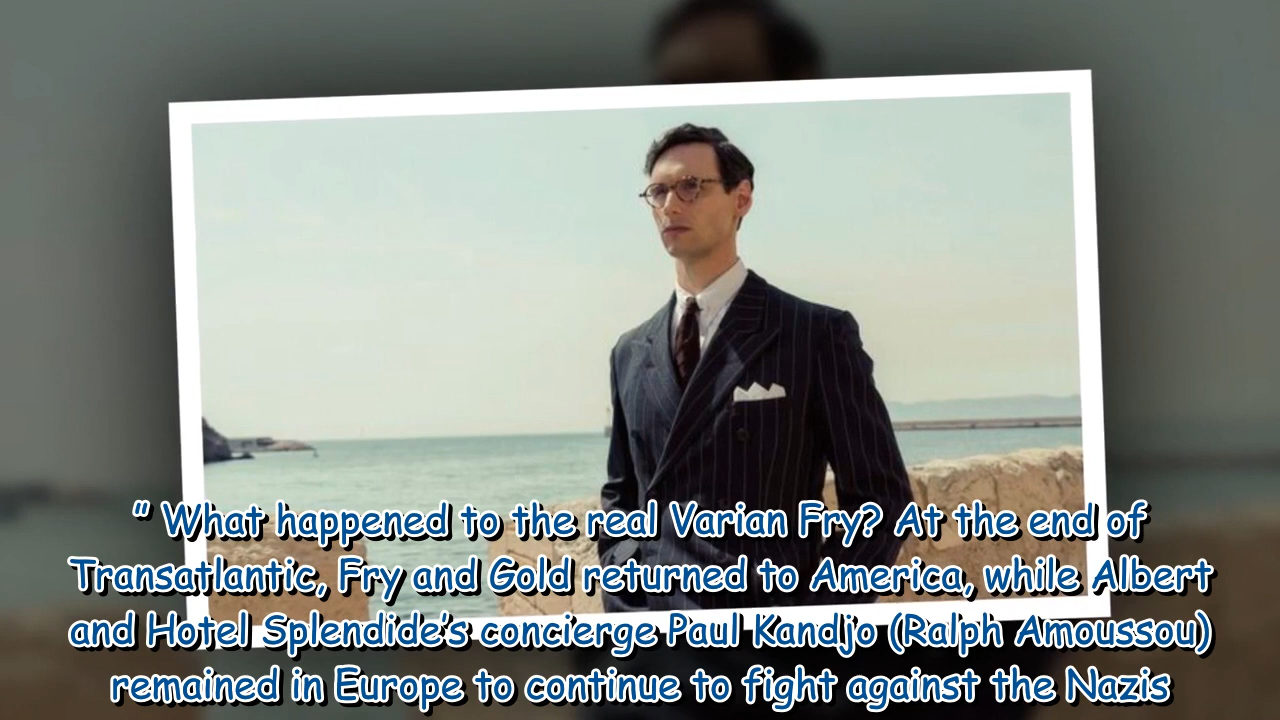 ” What happened to the real Varian Fry? At the end of
Transatlantic, Fry and Gold returned to America, while Albert
and Hotel Splendide’s concierge Paul Kandjo (Ralph Amoussou)
remained in Europe to continue to fight against the Nazis